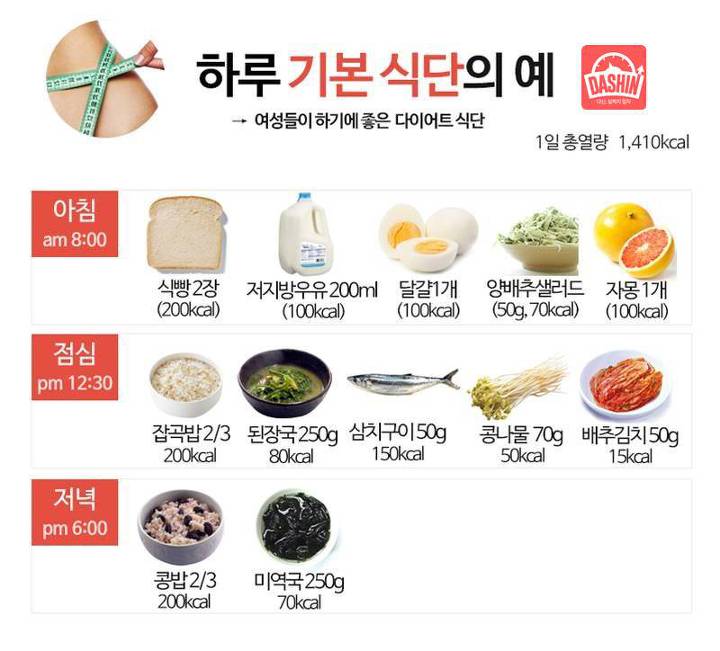 하루 기본 식단의 예
DASHIN
→ 여성들이 하기에 좋은 다이어트 식단
1일 총열량 1,410kcal
아침
am 8:00
식빵 2장
(200kcal)
저지방우유 200ml
(100kcal)
달걀1개
(100kcal)
양배추샐러드
(50g, 70kcal)
자몽 1개
(100kcal)
점심
pm 12:30
잡곡밥 2/3
200kcal
된장국 250g
80kcal
삼치구이 50g
150kcal
콩나물 70g
50kcal
배추김치 50g
15kcal
저녁
pm 6:00
콩밥 2/3
200kcal
미역국 250g
70kcal